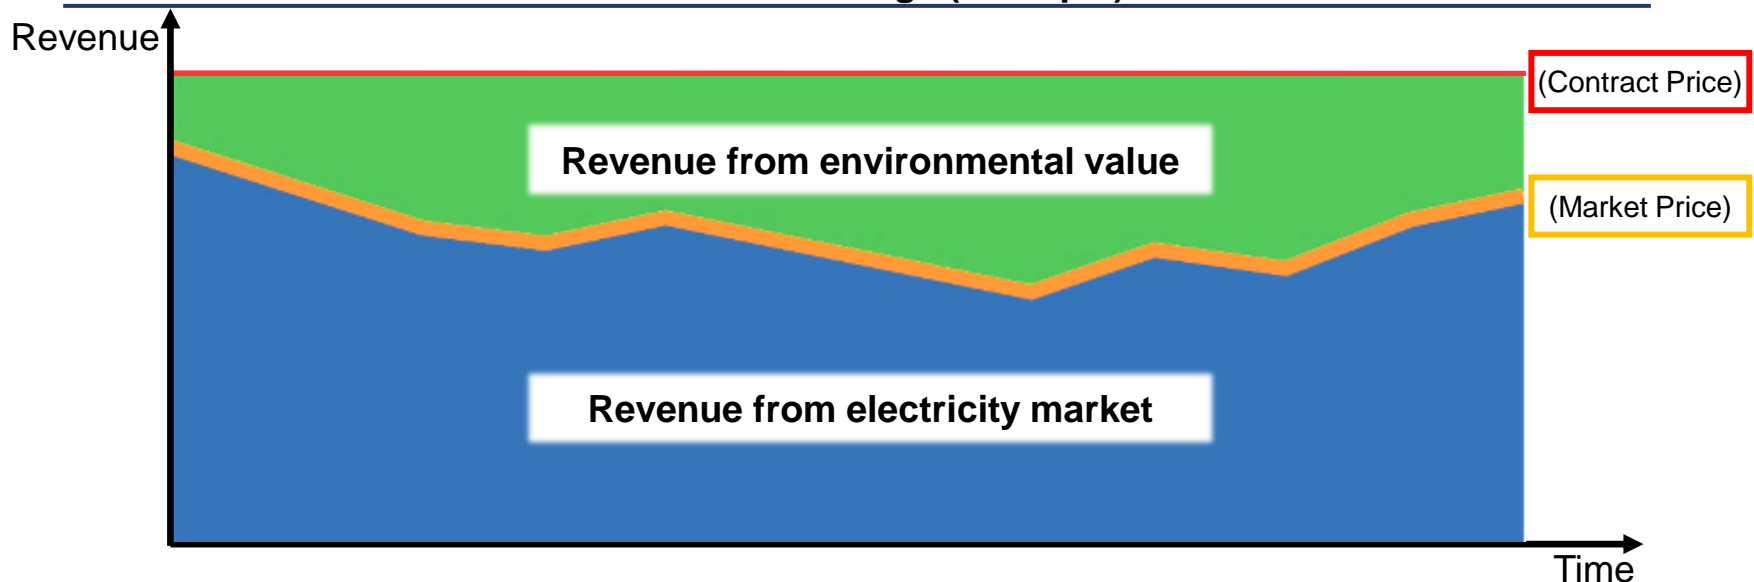 Revenue
(Contract Price)
Revenue from environmental value
(Market Price)
Revenue from electricity market
Time